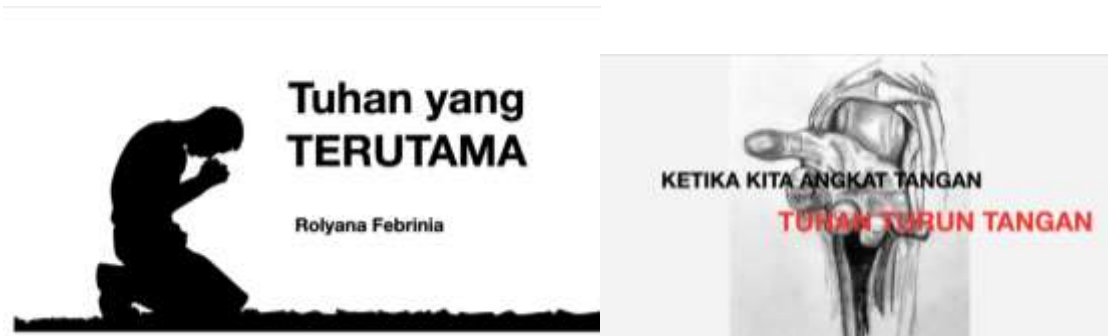 Tuhan yang
TERUTAMA
Rolyana Febrinia
KETIKA KITA ANGKAT TANGAN
TUHAN TURUN TANGAN